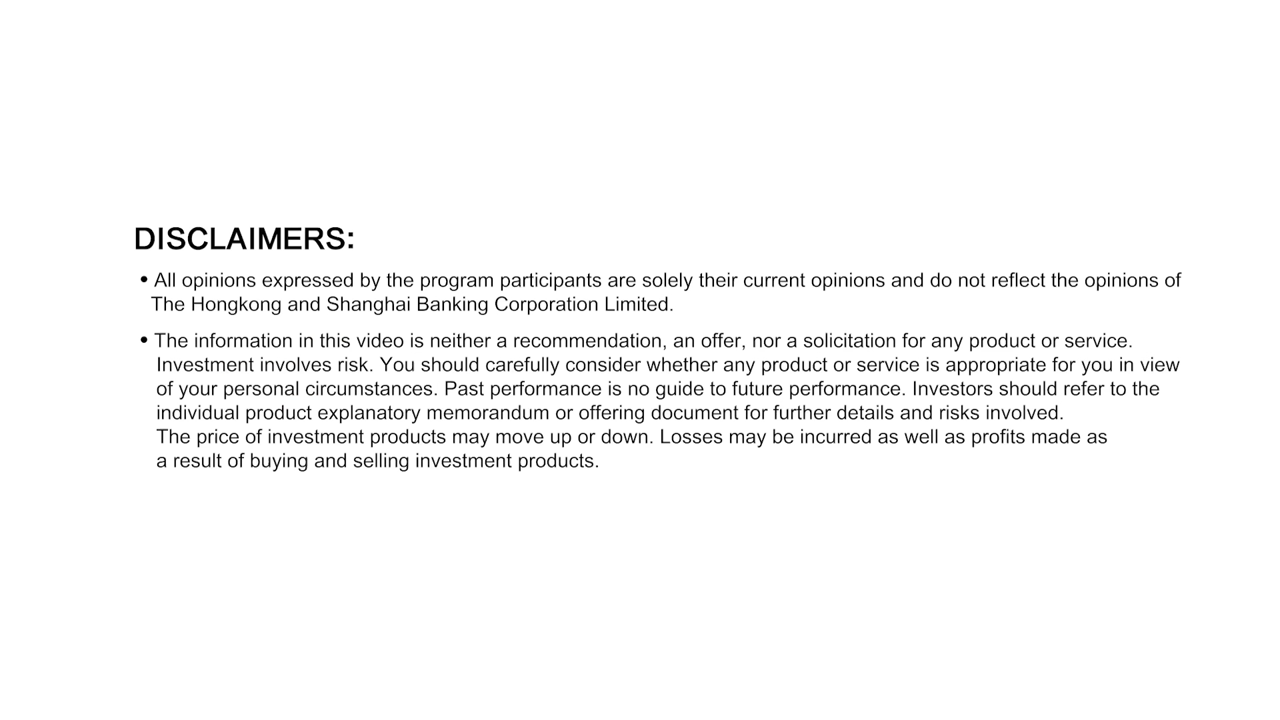 DISCLAIMERS:
• All opinions expressed by the program participants are solely their current opinions and do not reflect the opinions of
The Hongkong and Shanghai Banking Corporation Limited.
• The information in this video is neither a recommendation, an offer, nor a solicitation for any product or service.
Investment involves risk. You should carefully consider whether any product or service is appropriate for you in view
of your personal circumstances. Past performance is no guide to future performance. Investors should refer to the
individual product explanatory memorandum or offering document for further details and risks involved.
The price of investment products may move up or down. Losses may be incurred as well as profits made as
a result of buying and selling investment products.